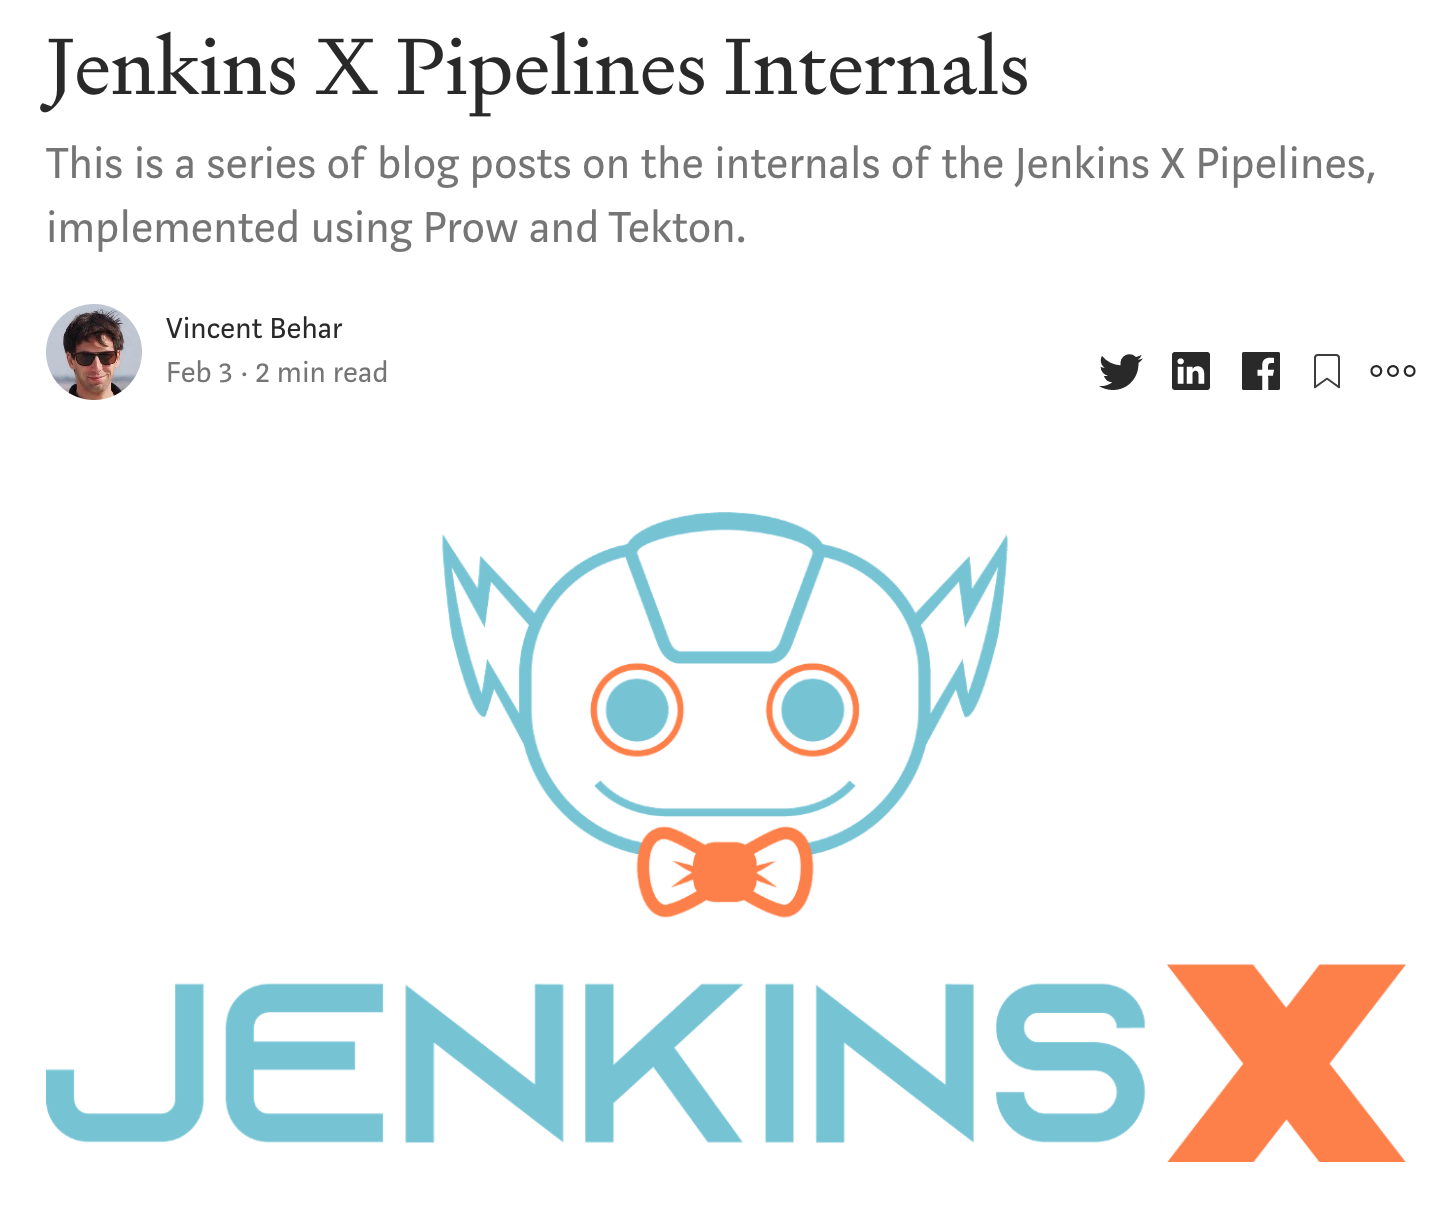 Jenkins X Pipelines Internals
This is a series of blog posts on the internals of the Jenkins X Pipelines,
implemented using Prow and Tekton.
Vincent Behar
Feb 3 · 2 min read
in
f
JENKINS X